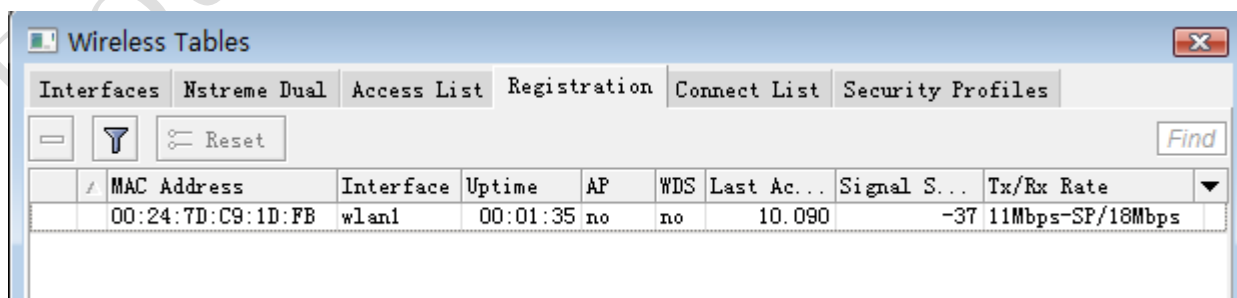 Wireless Tables
Interfaces Nstreme Dual Access List Registration Connect List Security Profiles
Reset Find
MAC Address Interface Uptime AP WDS Last Ac... Signal S... Tx/Rx Rate
00:24:7D:C9:1D:FB wlan1 00:01:35 no no 10.090 -37 11Mbps-SP/18Mbps